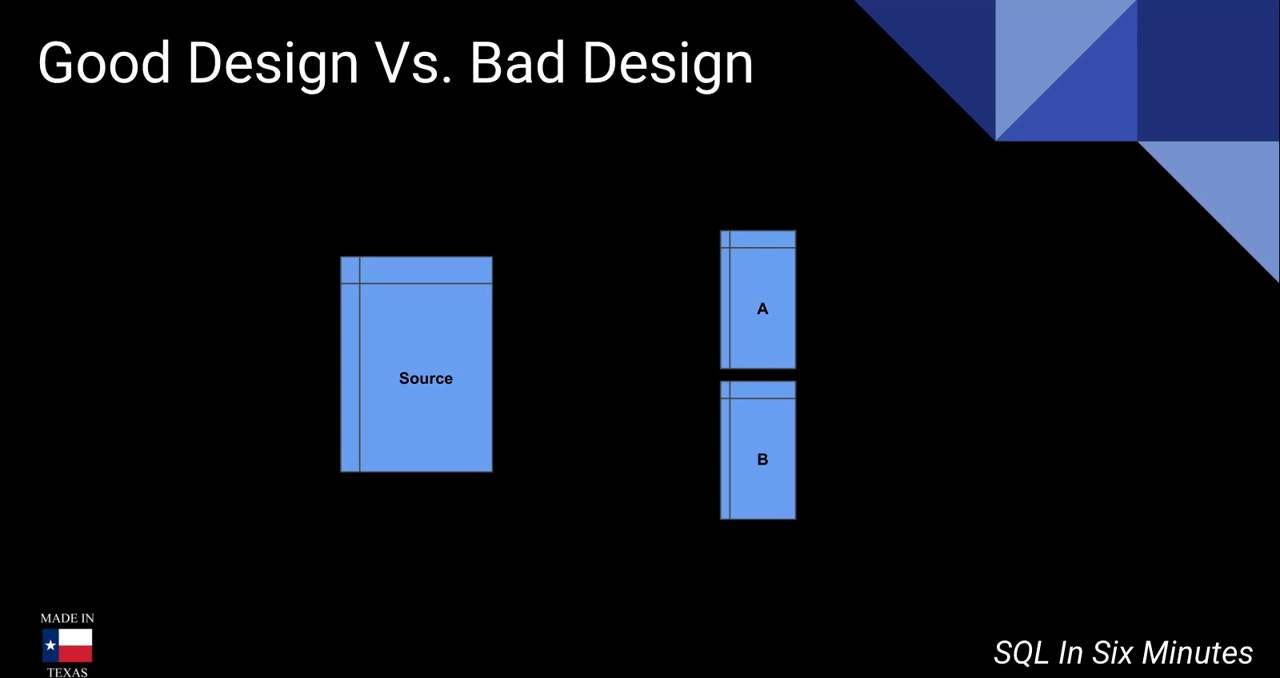 Good Design Vs. Bad Design
Source
A
B
MADE IN
TEXAS
SQL In Six Minutes